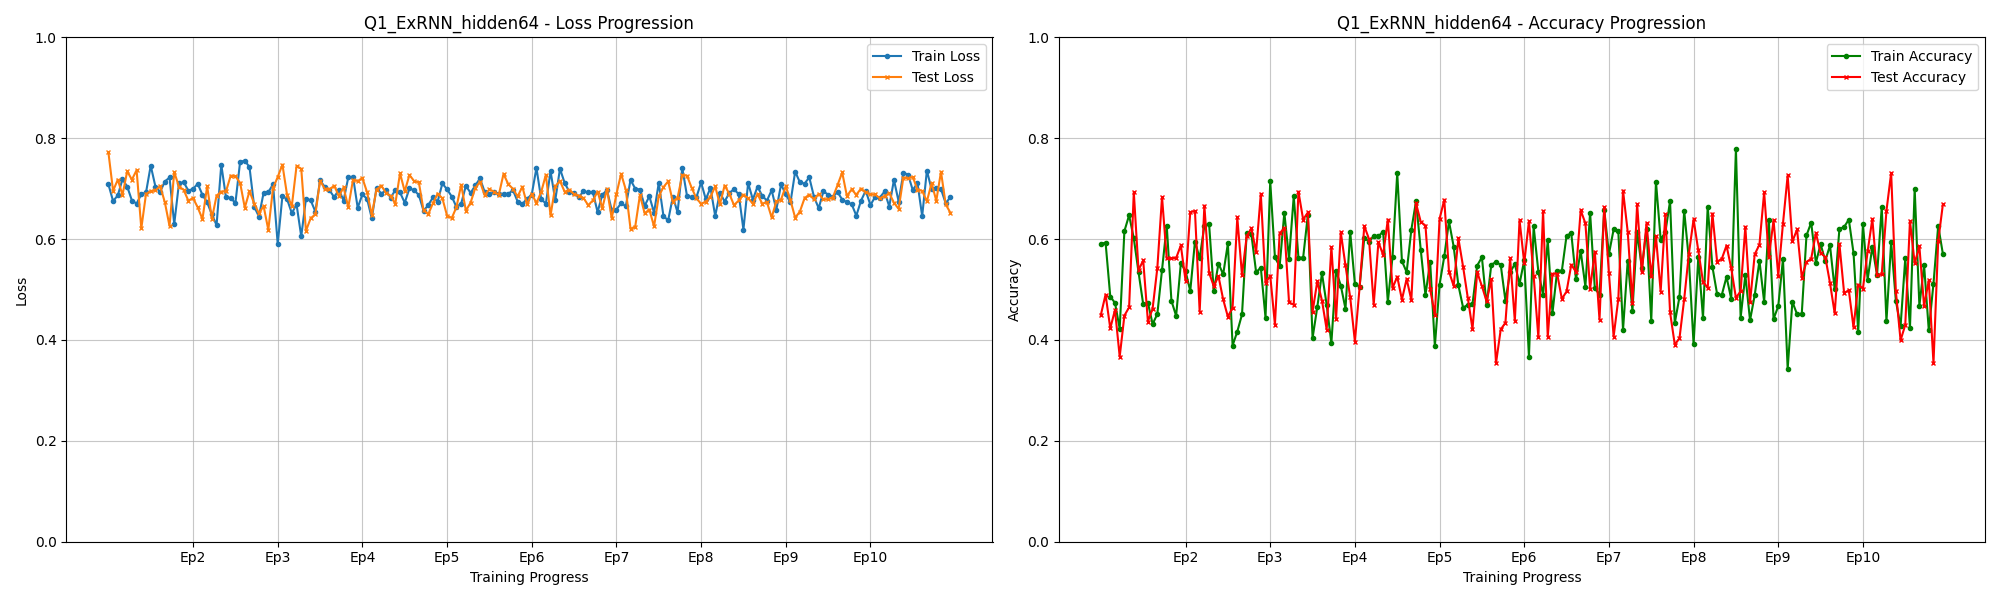 Q1_ExRNN_hidden64 - Loss Progression
1.0
0.8
0.6
0.4
0.2
0.0
Loss
Train Loss
Test Loss
Ep2 Ep3 Ep4 Ep5 Ep6 Ep7 Ep8 Ep9 Ep10
Training Progress
Q1_ExRNN_hidden64 - Accuracy Progression
1.0
0.8
0.6
0.4
0.2
0.0
Accuracy
Train Accuracy
Test Accuracy
Ep2 Ep3 Ep4 Ep5 Ep6 Ep7 Ep8 Ep9 Ep10
Training Progress